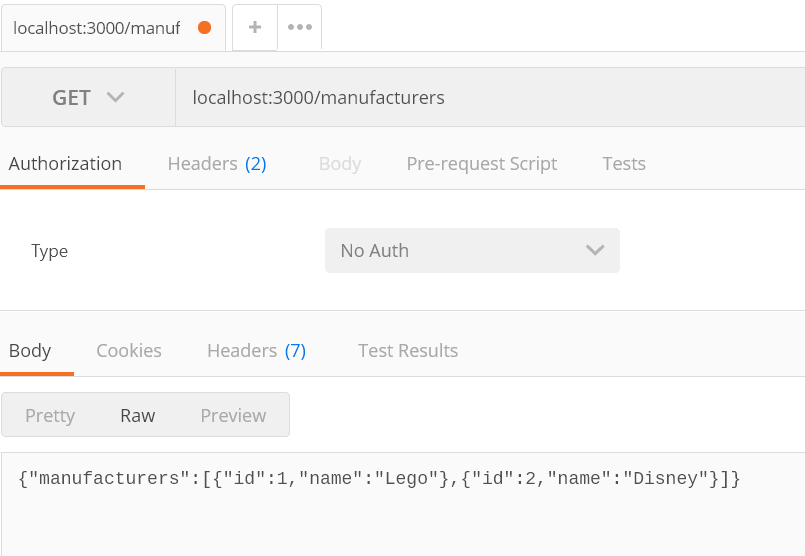 localhost:3000/manuf
GET localhost:3000/manufacturers
Authorization Headers (2) Body Pre-request Script Tests
Type No Auth
Body Cookies Headers (7) Test Results
Pretty Raw Preview
{"manufacturers":[{"id":1,"name":"Lego"},{"id":2,"name":"Disney"}]}